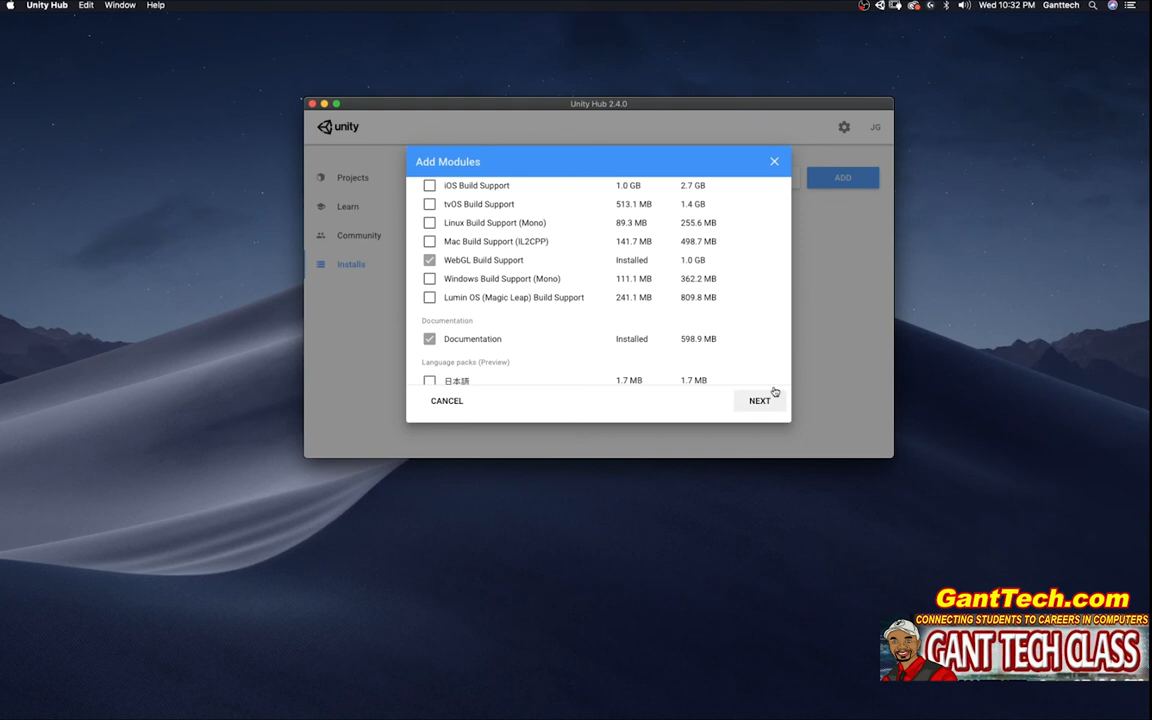 Unity Hub Edit Window Help Wed 10:32 PM Ganttech
Unity Hub 2.4.0
unity JG
Add Modules
Projects ADD
iOS Build Support 1.0 GB 2.7 GB
tvOS Build Support 513.1 MB 1.4 GB
Learn
Linux Build Support (Mono) 89.3 MB 255.6 MB
Community
Mac Build Support (IL2CPP) 141.7 MB 498.7 MB
Installs
WebGL Build Support Installed 1.0 GB
Windows Build Support (Mono) 111.1 MB 362.2 MB
Lumin OS (Magic Leap) Build Support 241.1 MB 809.8 MB
Documentation
Documentation Installed 598.9 MB
Language packs (Preview)
日本語 1.7 MB 1.7 MB
CANCEL NEXT
GantTech.com
CONNECTING STUDENTS TO CAREERS IN COMPUTERS
GANT TECH CLASS